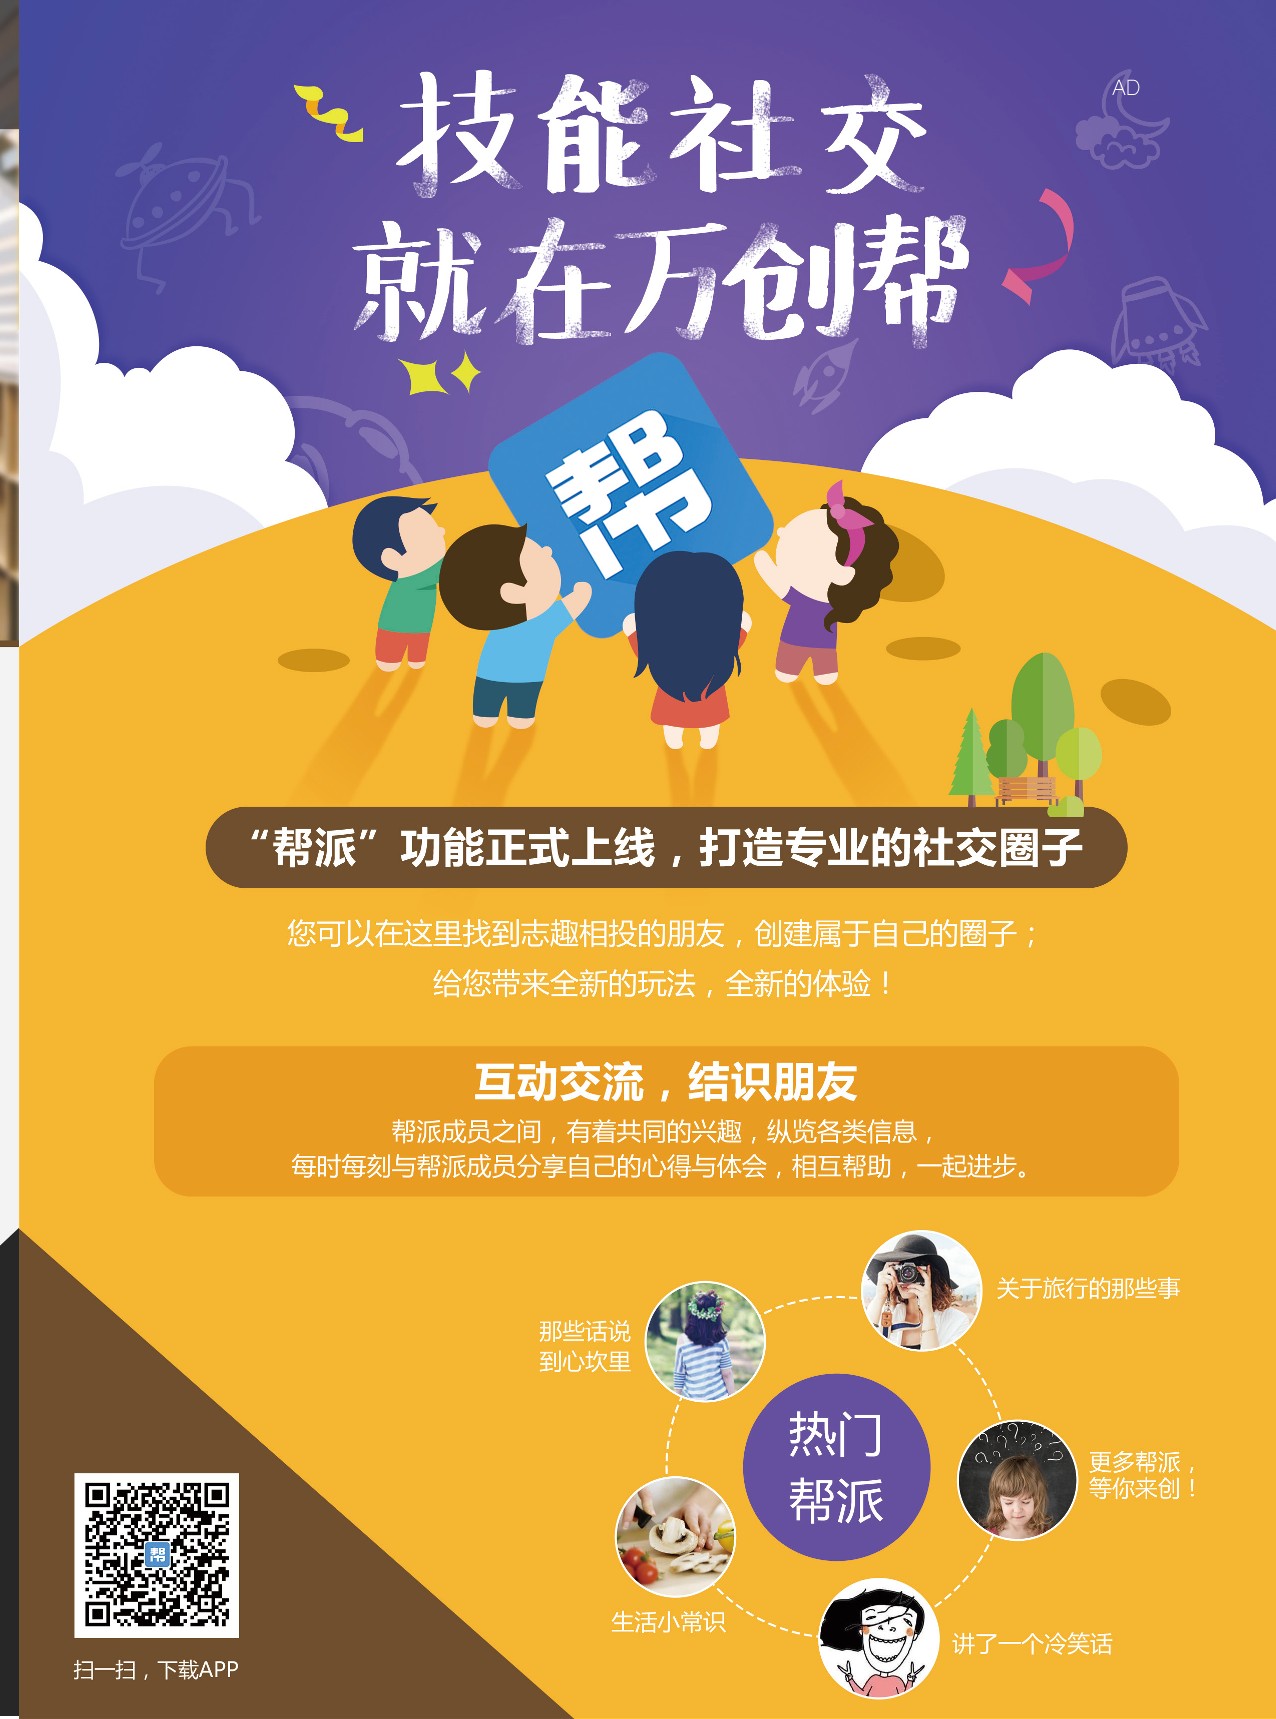 AD
技能社交
就在万创帮
帮
“帮派”功能正式上线，打造专业的社交圈子
您可以在这里找到志趣相投的朋友，创建属于自己的圈子；
给您带来全新的玩法，全新的体验！
互动交流，结识朋友
帮派成员之间，有着共同的兴趣，纵览各类信息，
每时每刻与帮派成员分享自己的心得与体会，相互帮助，一起进步。
关于旅行的那些事
那些话说
到心坎里
热门
帮派
更多帮派，
等你来创！
生活小常识
讲了一个冷笑话
帮
扫一扫，下载APP